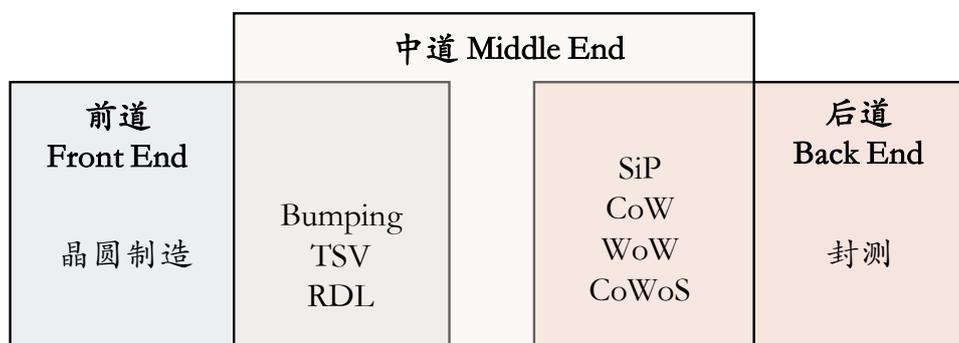 中道 Middle End
前道
Front End
晶圆制造
Bumping
TSV
RDL
SiP
CoW
WoW
CoWoS
后道
Back End
封测